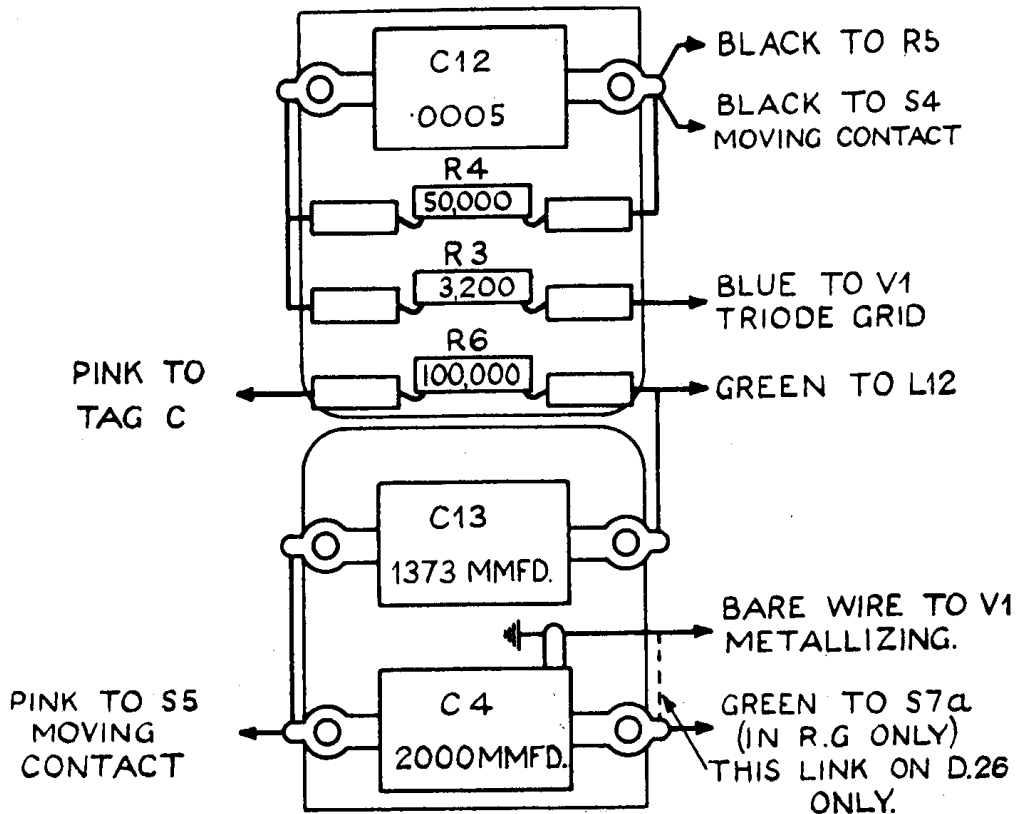 C12
.0005
BLACK TO R5
BLACK TO S4
MOVING CONTACT
R4
50,000
R3
3,200
BLUE TO V1
TRIODE GRID
R6
100,000
PINK TO
TAG C
GREEN TO L12
C13
1373 MMFD.
BARE WIRE TO V1
METALLIZING.
C4
2000MMFD.
PINK TO S5
MOVING
CONTACT
GREEN TO S7a
(IN R.G ONLY)
THIS LINK ON D.26
ONLY.